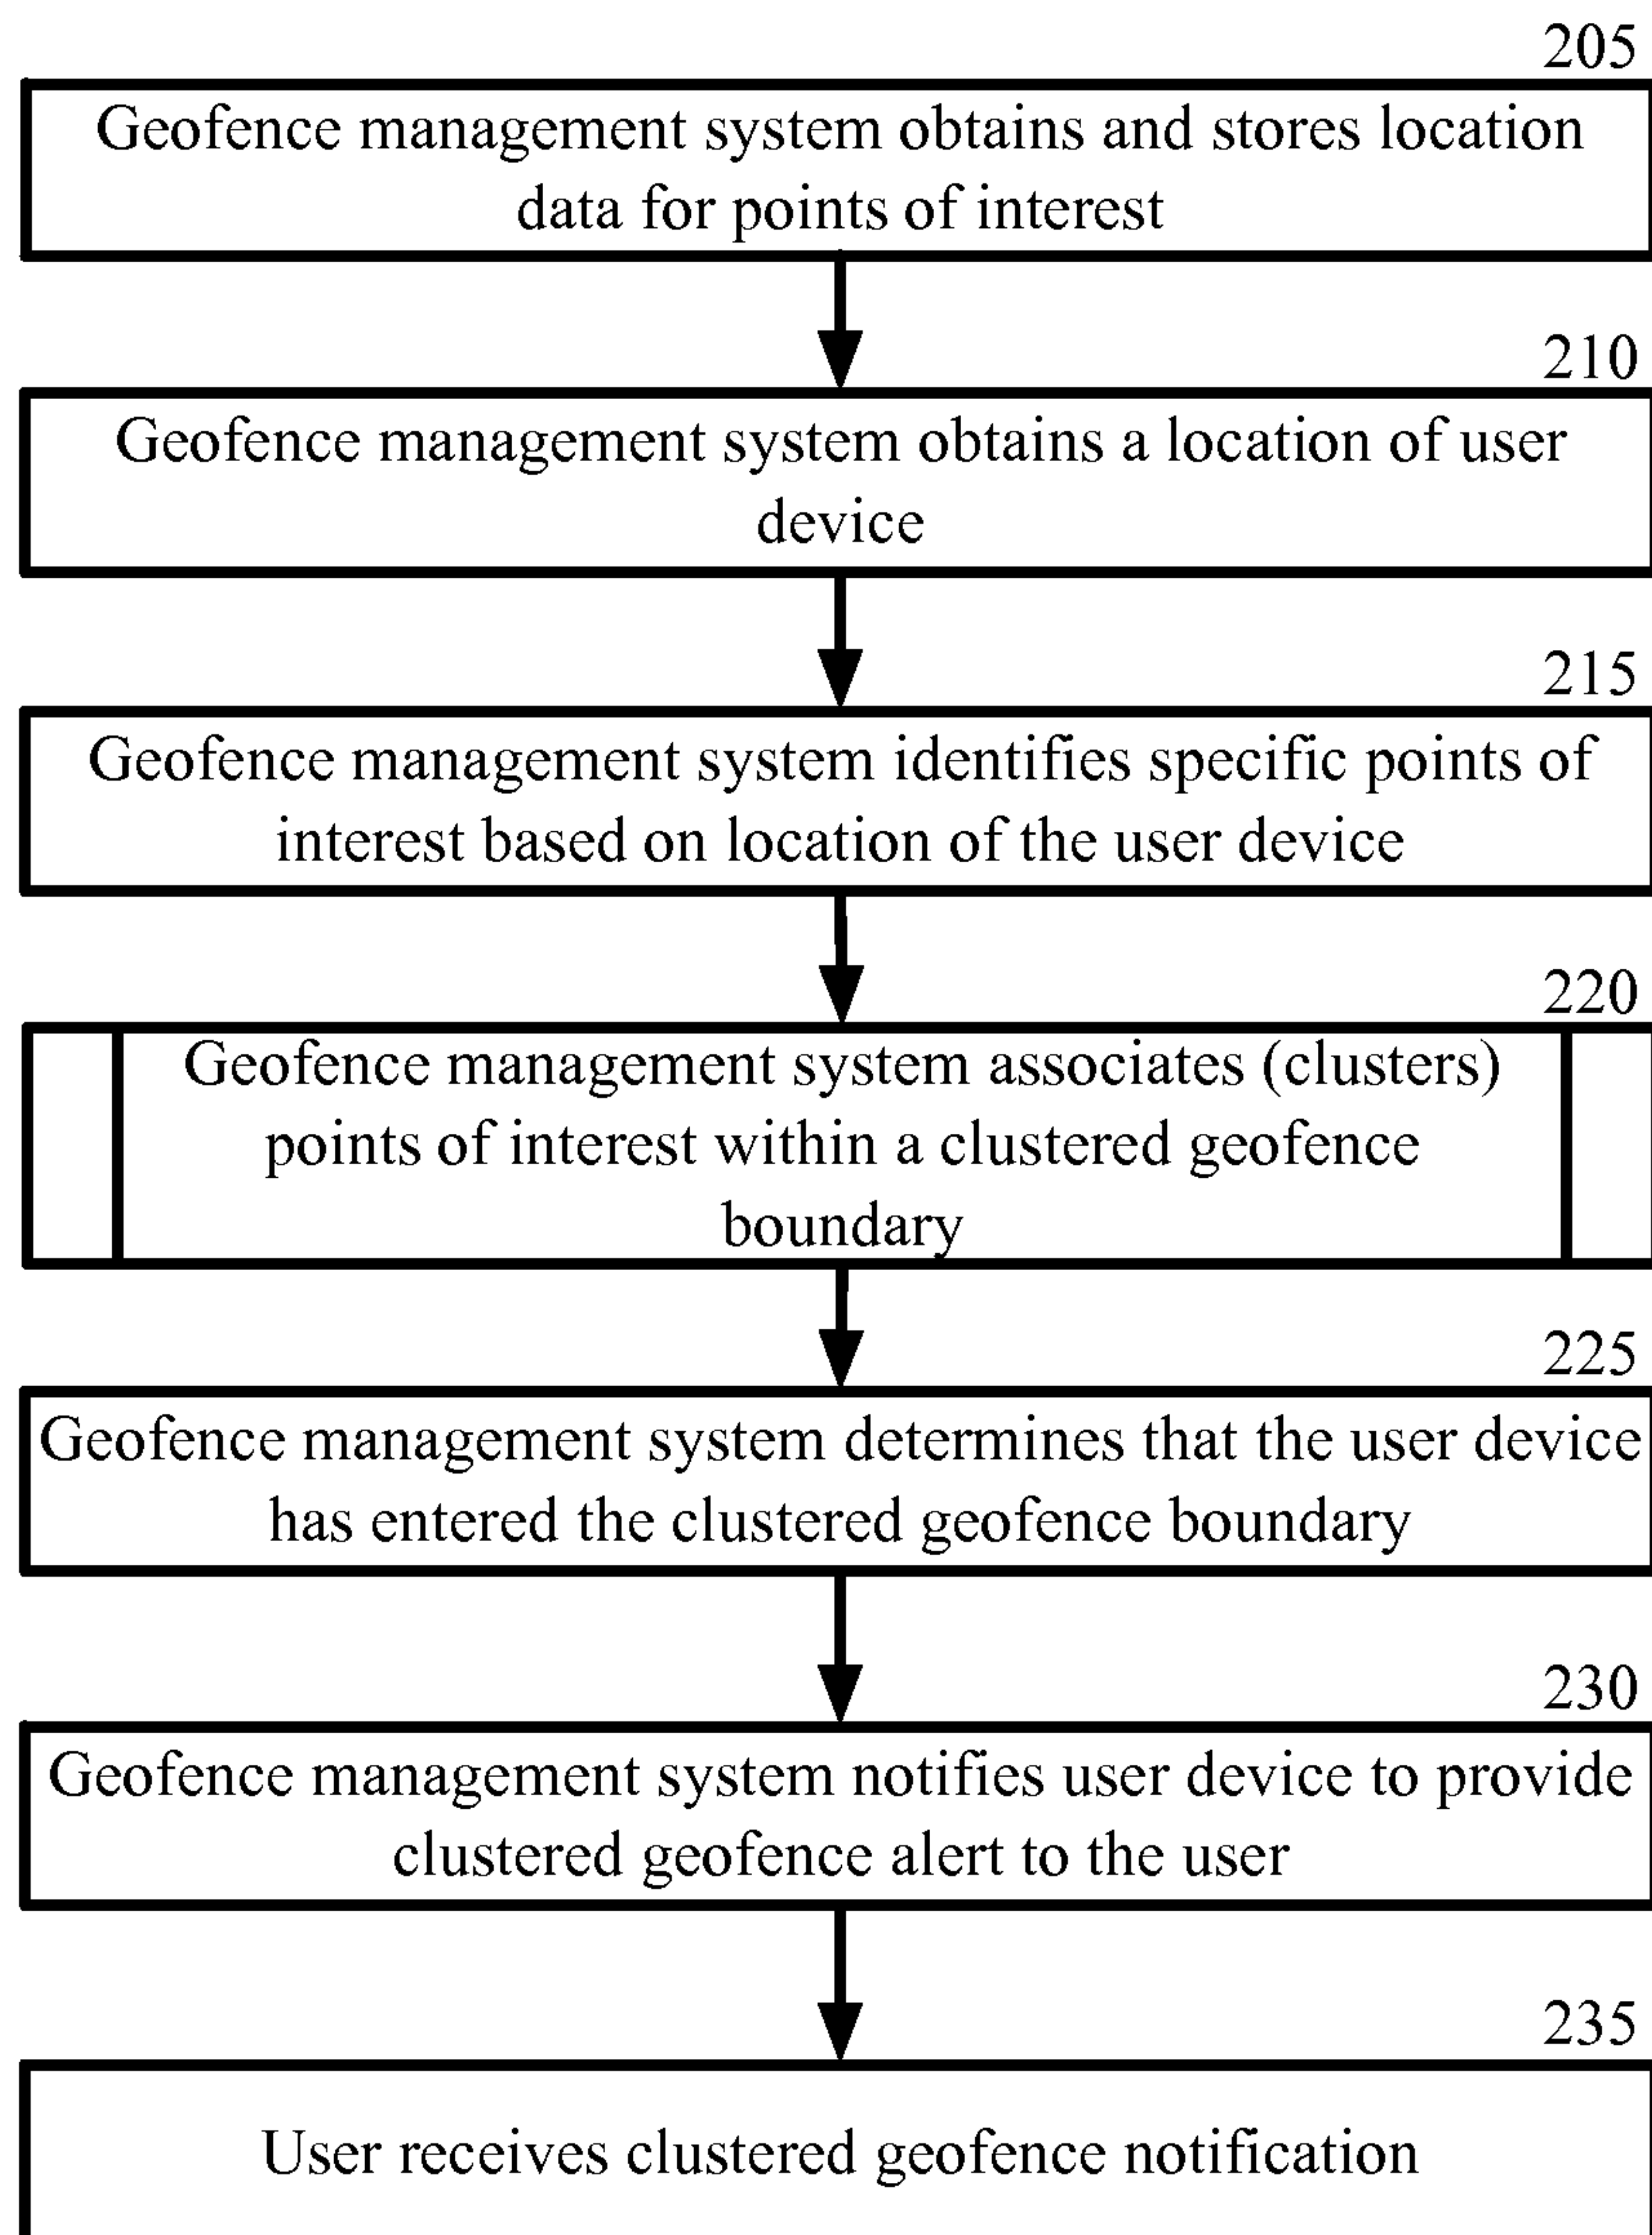 205
Geofence management system obtains and stores location
data for points of interest
210
Geofence management system obtains a location of user
device
215
Geofence management system identifies specific points of
interest based on location of the user device
220
Geofence management system associates (clusters)
points of interest within a clustered geofence
boundary
225
Geofence management system determines that the user device
has entered the clustered geofence boundary
230
Geofence management system notifies user device to provide
clustered geofence alert to the user
235
User receives clustered geofence notification